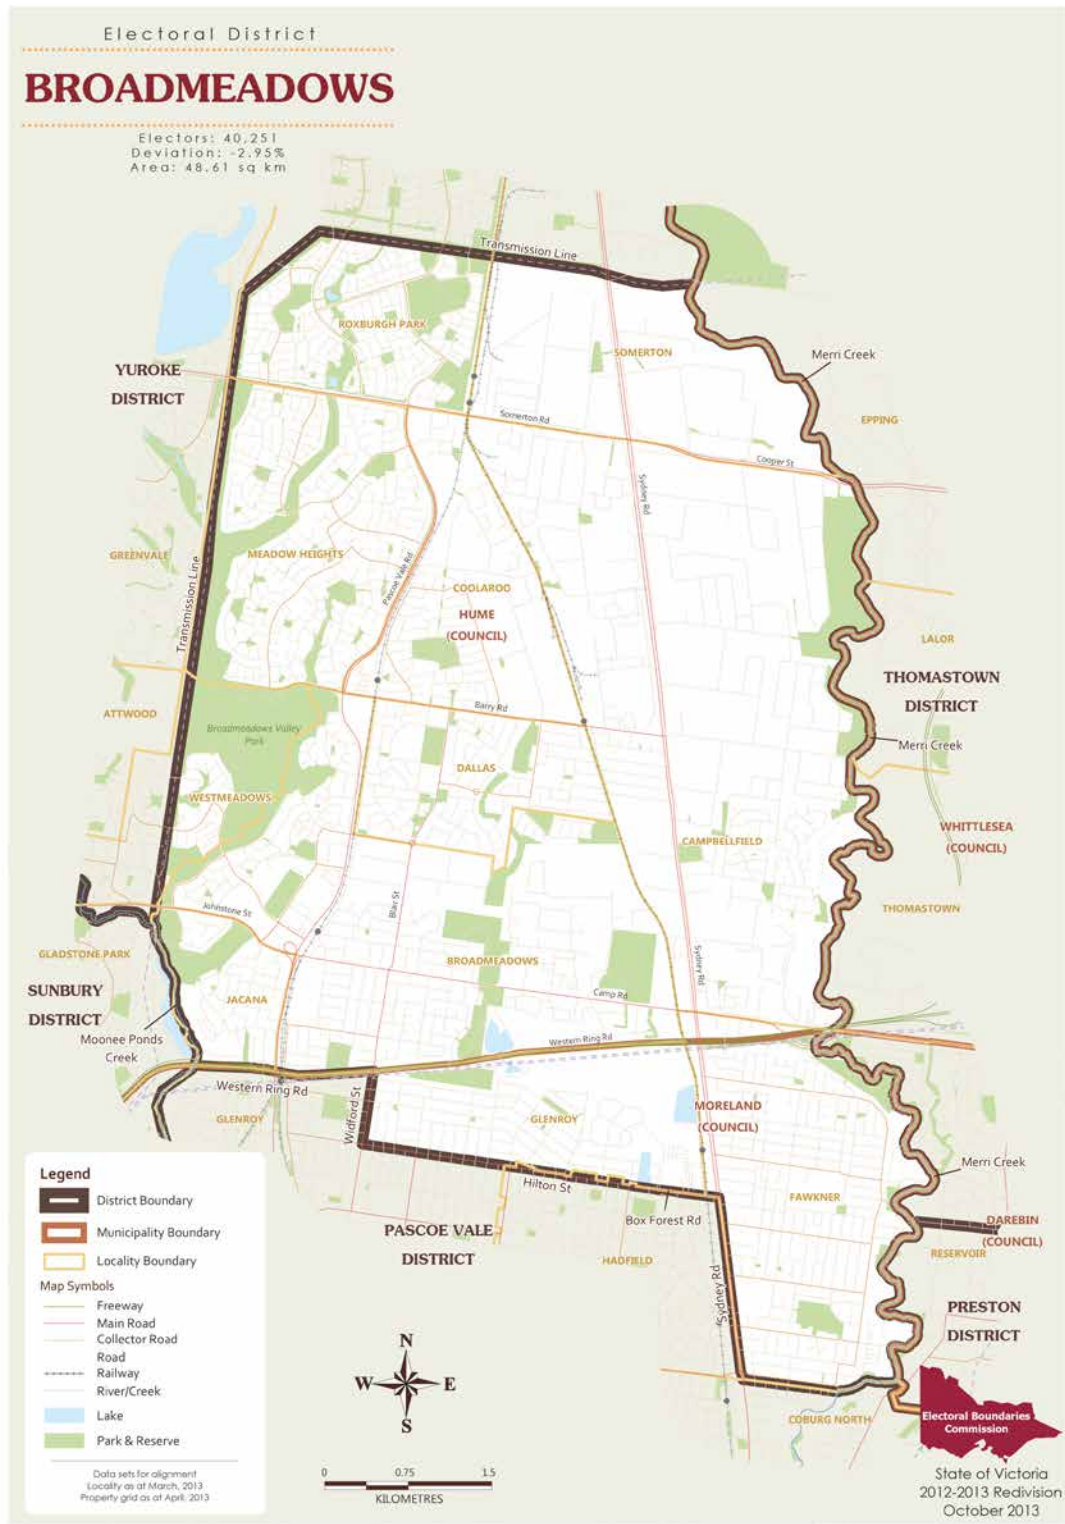 Electoral District
BROADMEADOWS
Electors: 40,251
Deviation: -2.95%
Area: 48.61 sq km
Transmission Line
ROXBURGH PARK
SOMERTON
Merri Creek
YUROKE
DISTRICT
Somerton Rd
EPPING
Cooper St
Sydney Rd
GREENVALE
MEADOW HEIGHTS
Transmission Line
Pascoe Vale Rd
COOLAROO
HUME
(COUNCIL)
LALOR
THOMASTOWN
DISTRICT
ATTWOOD
Barry Rd
Broadmeadows Valley
Park
Merri Creek
DALLAS
WESTMEADOWS
CAMPBELLFIELD
WHITTLESEA
(COUNCIL)
Blair St
Johnstone St
THOMASTOWN
GLADSTONE PARK
BROADMEADOWS
Sydney Rd
SUNBURY
DISTRICT
JACANA
Camp Rd
Moonee Ponds
Creek
Western Ring Rd
Western Ring Rd
GLENROY
Widford St
GLENROY
MORELAND
(COUNCIL)
Merri Creek
Hilton St
FAWKNER
Box Forest Rd
DAREBIN
(COUNCIL)
PASCOE VALE
DISTRICT
HADFIELD
RESERVOIR
Sydney Rd
PRESTON
DISTRICT
COBURG NORTH
Legend
District Boundary
Municipality Boundary
Locality Boundary
Map Symbols
Freeway
Main Road
Collector Road
Road
Railway
River/Creek
Lake
Park & Reserve
Data sets for alignment
Locality as at March, 2013
Property grid as at April, 2013
N
W
E
S
0 0.75 1.5
KILOMETRES
Electoral Boundaries
Commission
State of Victoria
2012-2013 Redivision
October 2013